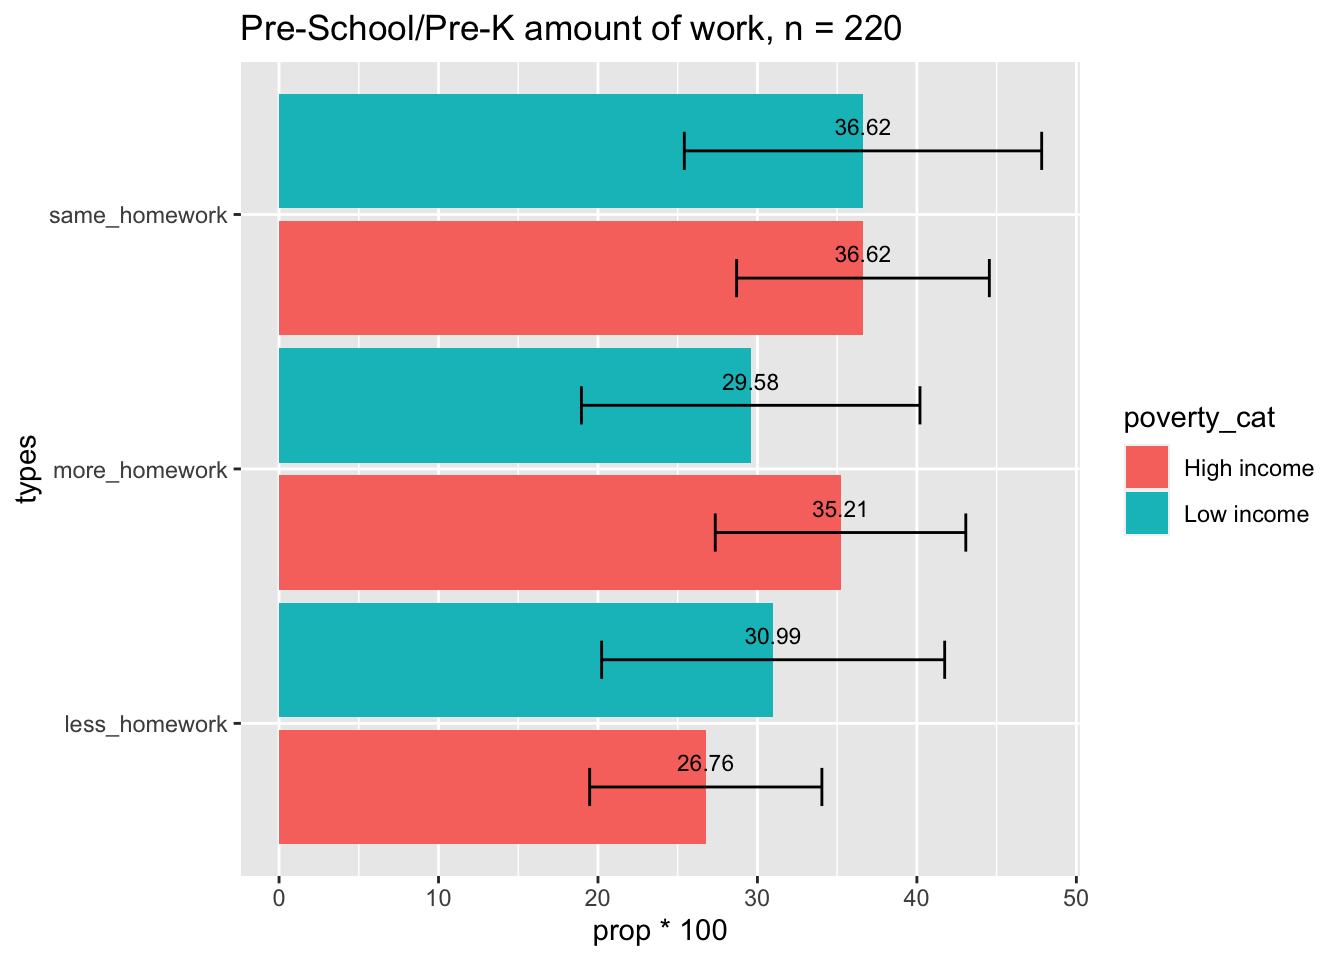 Pre-School/Pre-K amount of work, n = 220
same_homework
more_homework
less_homework
types
36.62
36.62
29.58
35.21
30.99
26.76
0 10 20 30 40 50
prop * 100
poverty_cat
High income
Low income